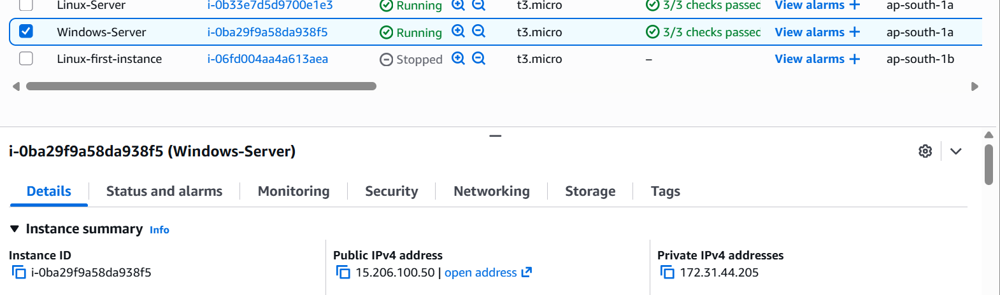 Linux-Server i-0b33e7d5d9700e1e3 Running t3.micro 3/3 checks passed View alarms + ap-south-1a
Windows-Server i-0ba29f9a58da938f5 Running t3.micro 3/3 checks passed View alarms + ap-south-1a
Linux-first-instance i-06fd004aa4a613aea Stopped t3.micro – View alarms + ap-south-1b
i-0ba29f9a58da938f5 (Windows-Server)
Details Status and alarms Monitoring Security Networking Storage Tags
Instance summary Info
Instance ID Public IPv4 address Private IPv4 addresses
i-0ba29f9a58da938f5 15.206.100.50 | open address 172.31.44.205